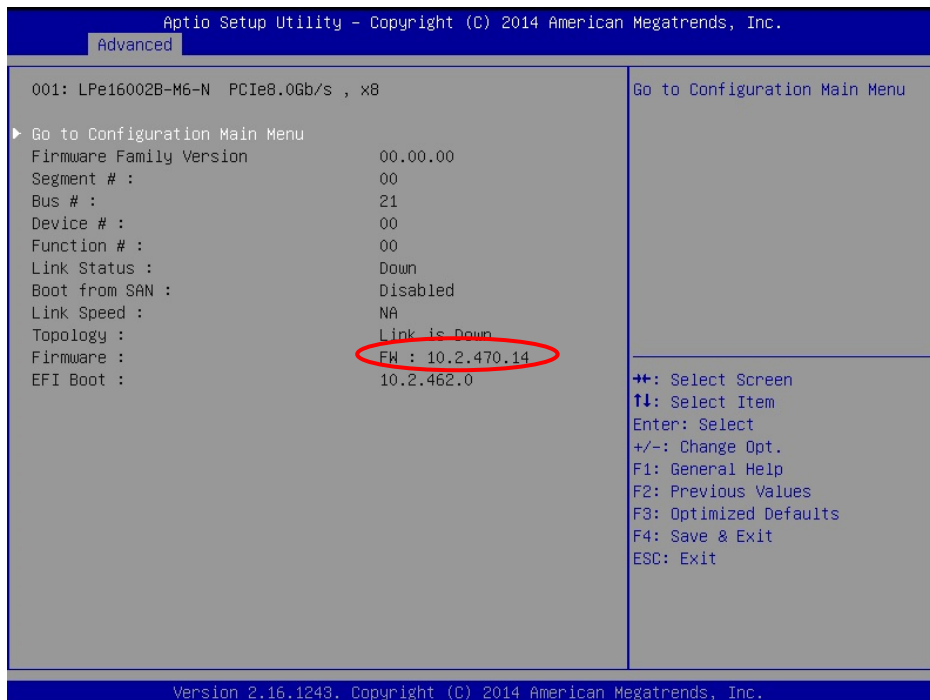 Aptio Setup Utility – Copyright (C) 2014 American Megatrends, Inc.
Advanced
001: LPe16002B-M6-N PCIe8.0Gb/s , x8
Go to Configuration Main Menu
Firmware Family Version 00.00.00
Segment # : 00
Bus # : 21
Device # : 00
Function # : 00
Link Status : Down
Boot from SAN : Disabled
Link Speed : NA
Topology : Link is Down
Firmware : FW : 10.2.470.14
EFI Boot : 10.2.462.0
Go to Configuration Main Menu
→←: Select Screen
↑↓: Select Item
Enter: Select
+/-: Change Opt.
F1: General Help
F2: Previous Values
F3: Optimized Defaults
F4: Save & Exit
ESC: Exit
Version 2.16.1243. Copyright (C) 2014 American Megatrends, Inc.